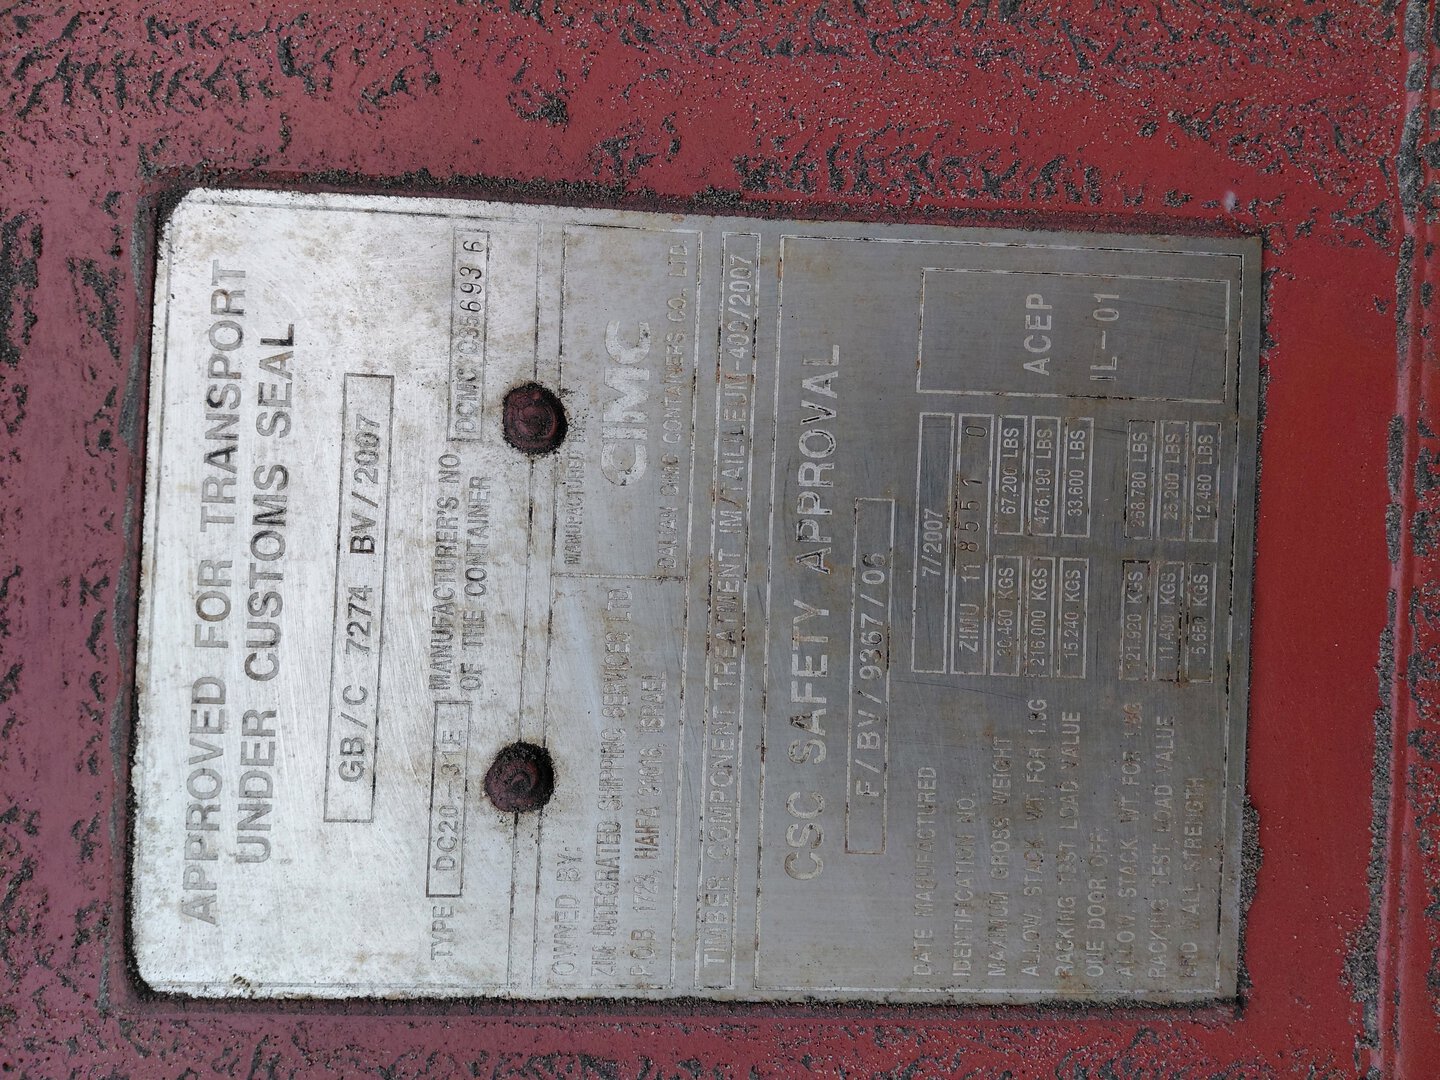 APPROVED FOR TRANSPORT
UNDER CUSTOMS SEAL
GB/C 7274 BV/2007
TYPE DC20-31E MANUFACTURER'S NO.
OF THE CONTAINER DCMC C35693 6
OWNED BY:
ZIM INTEGRATED SHIPPING SERVICES LTD.
P.O.B. 1723, HAIFA ISRAEL
MANUFACTURED BY:
CIMC
DALIAN CIMC CONTAINERS CO., LTD
TIMBER COMPONENT TREATMENT IM/TAILILEUM-400/2007
CSC SAFETY APPROVAL
F/BV/9367/06
DATE MANUFACTURED 7/2007
IDENTIFICATION NO. ZIMU 118551 0
MAXIMUM GROSS WEIGHT 30.480 KGS 67.200 LBS
ALLOW. STACK WT. FOR 1.8G 216.000 KGS 476.190 LBS
RACKING TEST LOAD VALUE 15.240 KGS 33.600 LBS
ONE DOOR OFF
ALLOW. STACK WT FOR 1.8G 121.920 KGS 268.780 LBS
RACKING TEST LOAD VALUE 11.430 KGS 25.200 LBS
END WALL STRENGTH 5.650 KGS 12.460 LBS
ACEP
IL-01